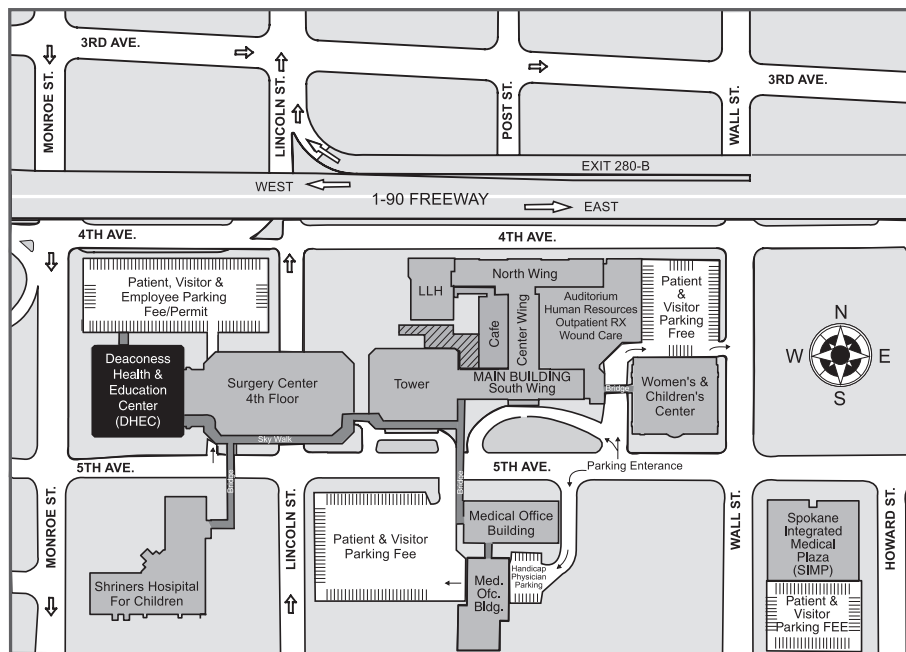 3RD AVE.
3RD AVE.
MONROE ST.
LINCOLN ST.
POST ST.
WALL ST.
EXIT 280-B
WEST
1-90 FREEWAY
EAST
4TH AVE.
4TH AVE.
Patient, Visitor &
Employee Parking
Fee/Permit
LLH
North Wing
Cafe
Center Wing
Auditorium
Human Resources
Outpatient RX
Wound Care
Patient
&
Visitor
Parking
Free
N
W
E
S
Deaconess
Health &
Education
Center
(DHEC)
Surgery Center
4th Floor
Tower
MAIN BUILDING
South Wing
Bridge
Women's &
Children's
Center
Sky Walk
5TH AVE.
5TH AVE.
Parking Enterance
Bridge
Bridge
MONROE ST.
LINCOLN ST.
WALL ST.
HOWARD ST.
Patient & Visitor
Parking Fee
Medical Office
Building
Handicap
Physician
Parking
Med.
Ofc.
Bldg.
Shriners Hosipital
For Children
Spokane
Integrated
Medical
Plaza
(SIMP)
Patient &
Visitor
Parking FEE